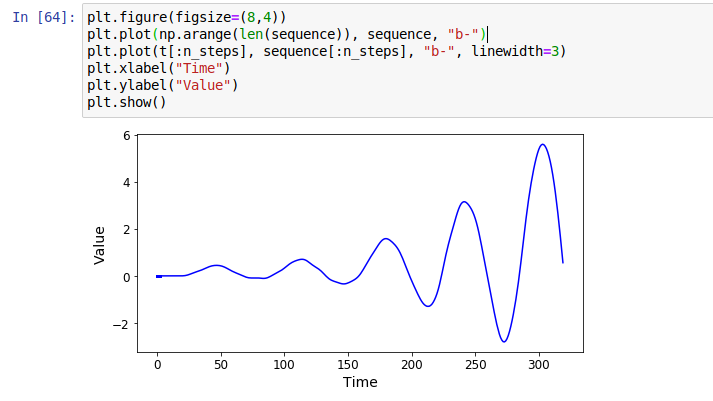 In [64]: plt.figure(figsize=(8,4))
plt.plot(np.arange(len(sequence)), sequence, "b-")
plt.plot(t[:n_steps], sequence[:n_steps], "b-", linewidth=3)
plt.xlabel("Time")
plt.ylabel("Value")
plt.show()
6
4
2
0
−2
Value
0 50 100 150 200 250 300
Time